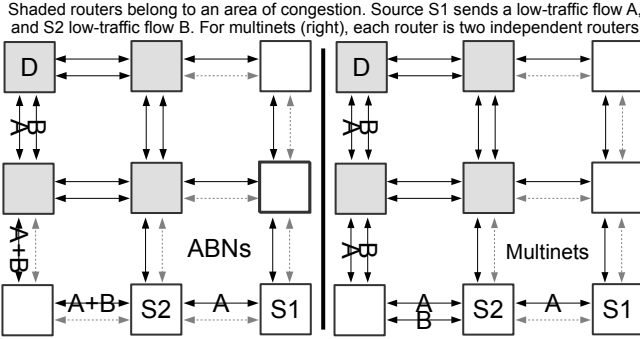 Shaded routers belong to an area of congestion. Source S1 sends a low-traffic flow A,
and S2 low-traffic flow B. For multinets (right), each router is two independent routers
D
D
A B
A B
A+B
ABNs
A B
Multinets
A+B
S2
A
S1
A
B
S2
A
S1